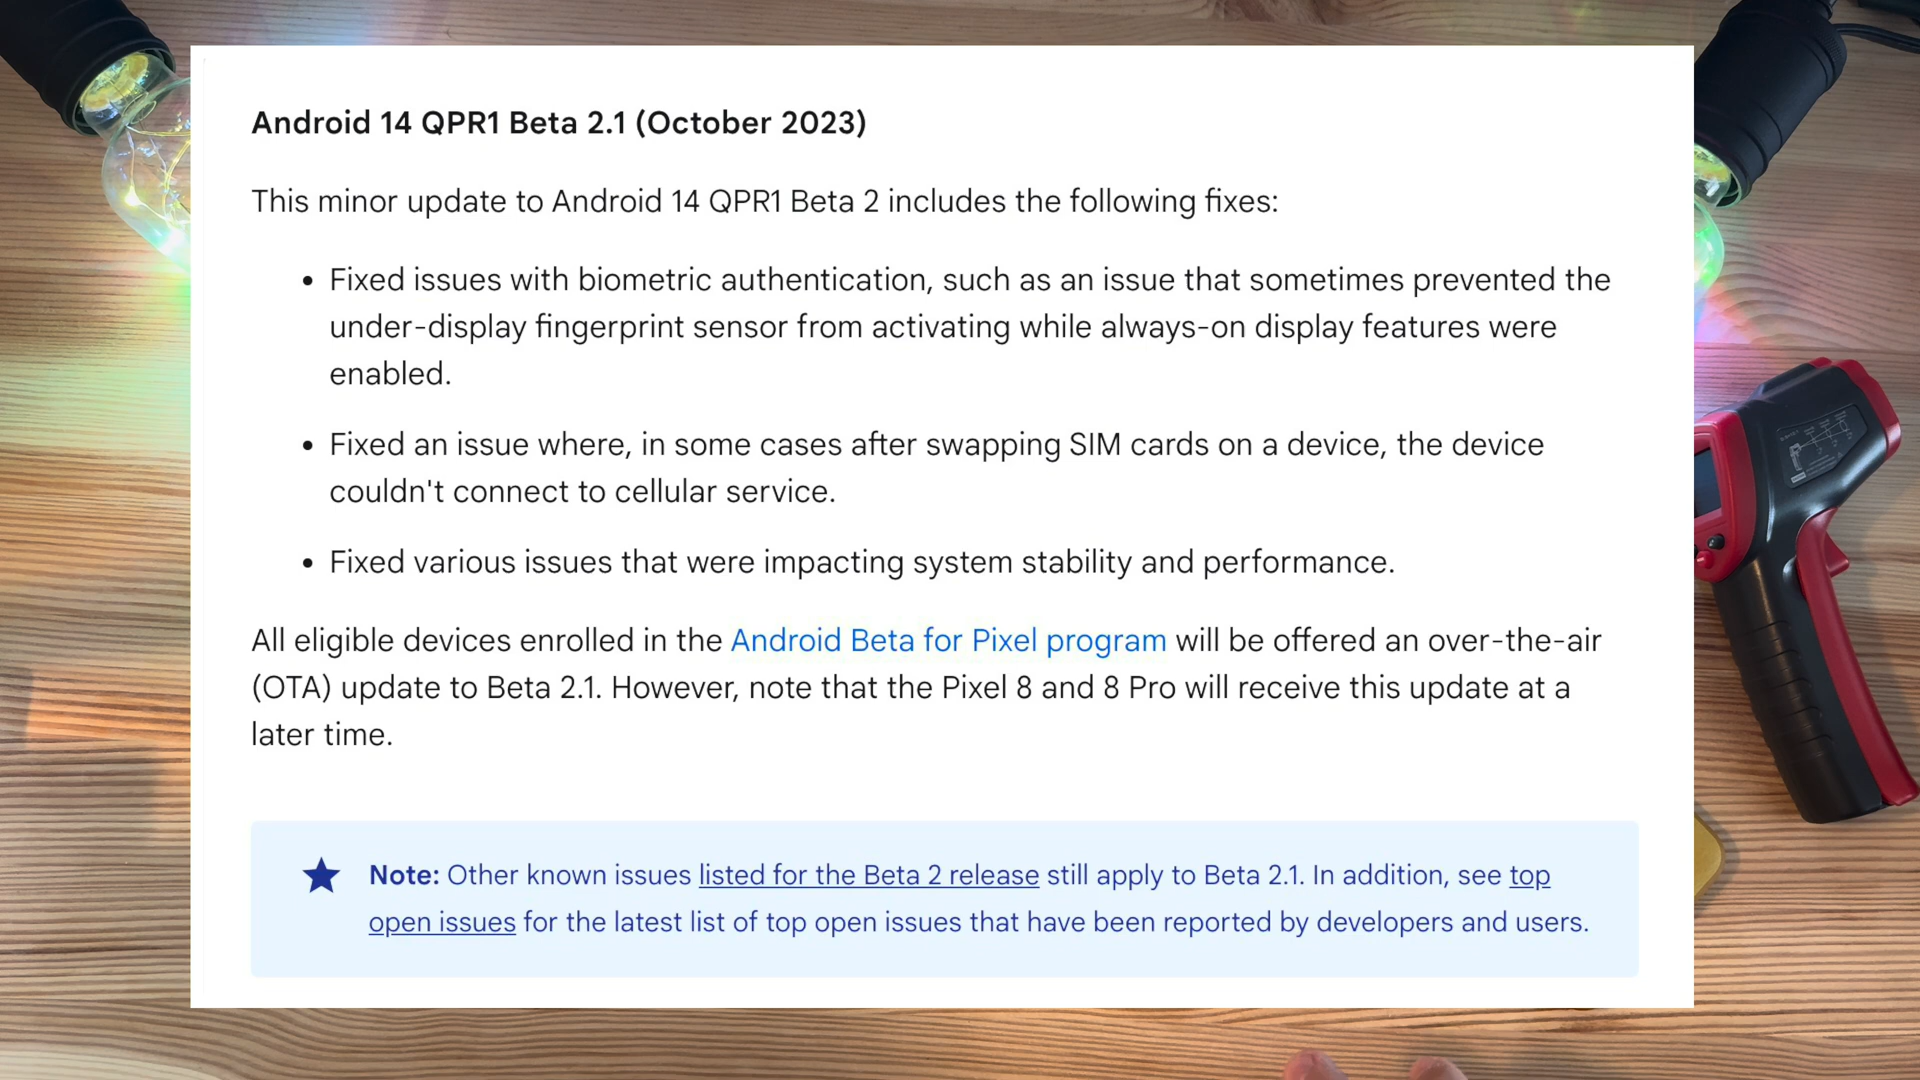 Android 14 QPR1 Beta 2.1 (October 2023)
This minor update to Android 14 QPR1 Beta 2 includes the following fixes:
• Fixed issues with biometric authentication, such as an issue that sometimes prevented the
under-display fingerprint sensor from activating while always-on display features were
enabled.
• Fixed an issue where, in some cases after swapping SIM cards on a device, the device
couldn't connect to cellular service.
• Fixed various issues that were impacting system stability and performance.
All eligible devices enrolled in the Android Beta for Pixel program will be offered an over-the-air
(OTA) update to Beta 2.1. However, note that the Pixel 8 and 8 Pro will receive this update at a
later time.
Note: Other known issues listed for the Beta 2 release still apply to Beta 2.1. In addition, see top
open issues for the latest list of top open issues that have been reported by developers and users.